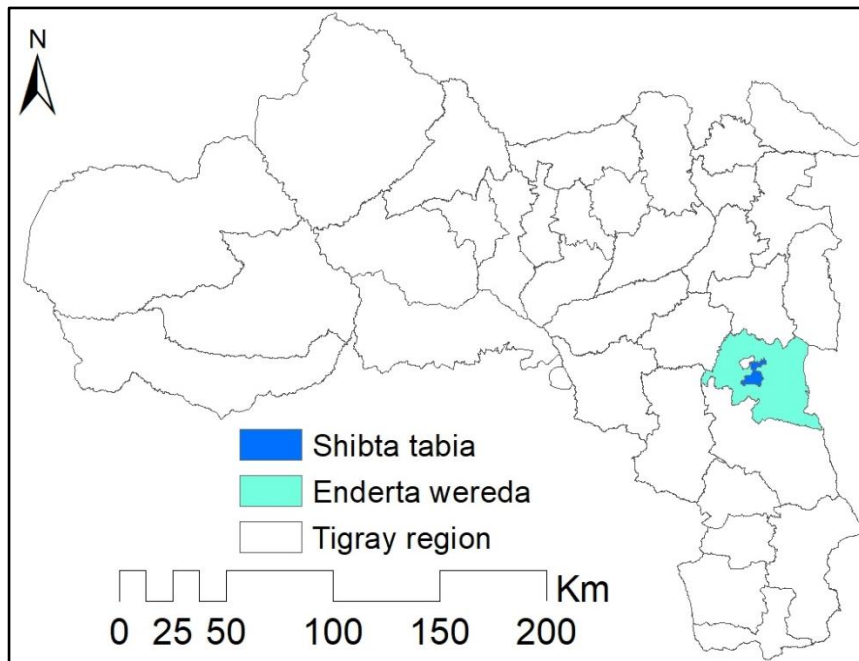 N
Shibta tabia
Enderta wereda
Tigray region
Km
0 25 50 100 150 200